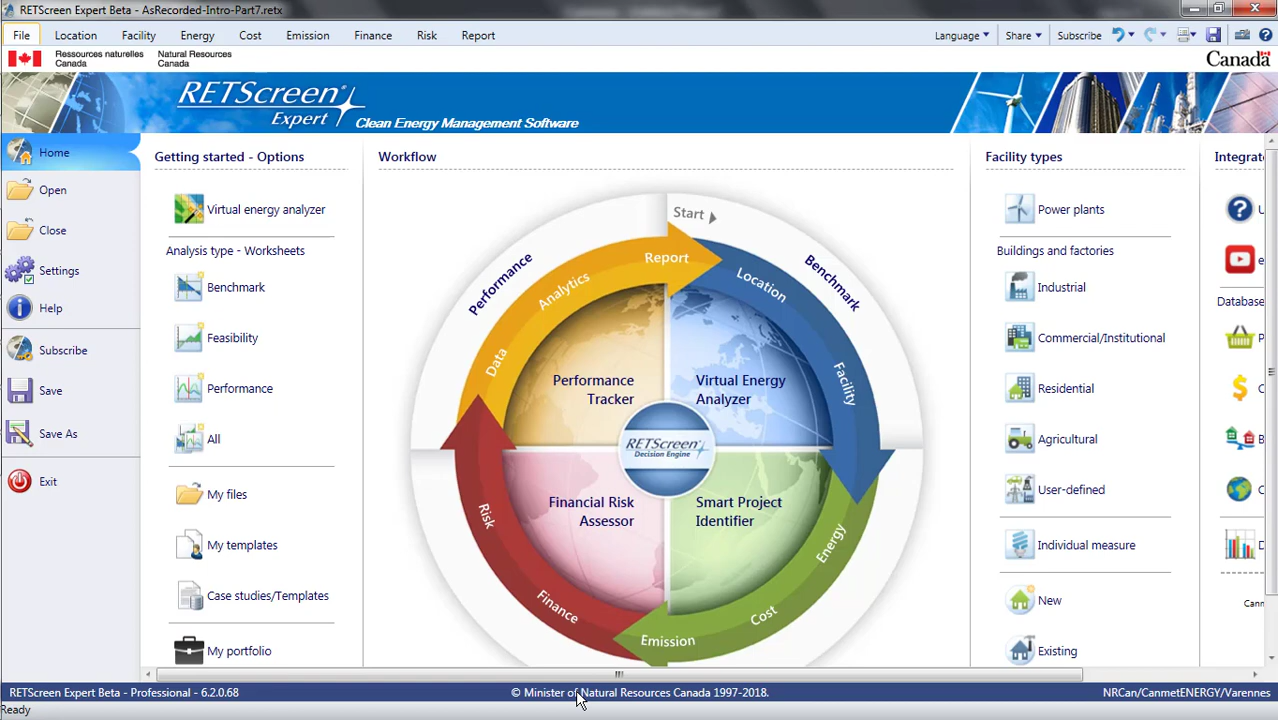 RETScreen Expert Beta - AsRecorded-Intro-Part7.retx
File Location Facility Energy Cost Emission Finance Risk Report Language Share Subscribe
Ressources naturelles Canada
Natural Resources Canada
Canada
RETScreen® Expert
Clean Energy Management Software
Home
Open
Close
Settings
Help
Subscribe
Save
Save As
Exit
Getting started - Options
Virtual energy analyzer
Analysis type - Worksheets
Benchmark
Feasibility
Performance
All
My files
My templates
Case studies/Templates
My portfolio
Workflow
Start
Performance
Benchmark
Report
Analytics
Data
Location
Facility
Energy
Cost
Emission
Finance
Risk
Performance Tracker
Virtual Energy Analyzer
RETScreen®
Decision Engine
Financial Risk Assessor
Smart Project Identifier
Facility types
Power plants
Buildings and factories
Industrial
Commercial/Institutional
Residential
Agricultural
User-defined
Individual measure
New
Existing
Integrat
U
e
Database
P
C
B
C
D
Cann
RETScreen Expert Beta - Professional - 6.2.0.68
© Minister of Natural Resources Canada 1997-2018.
NRCan/CanmetENERGY/Varennes
Ready